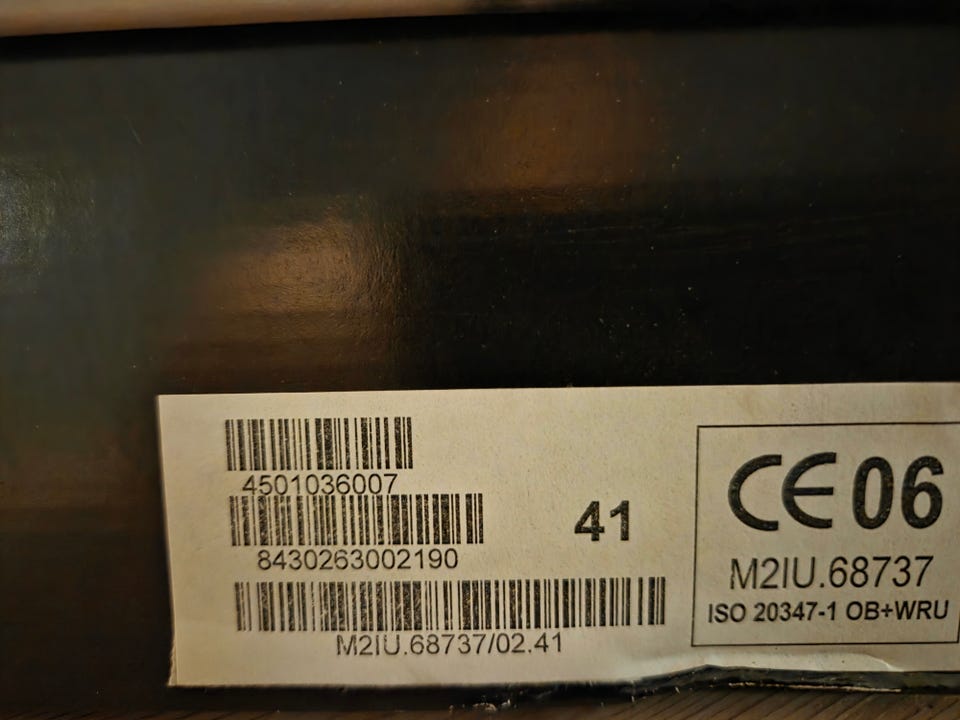 4501036007
8430263002190
M2IU.68737/02.41
41
CE 06
M2IU.68737
ISO 20347-1 OB+WRU